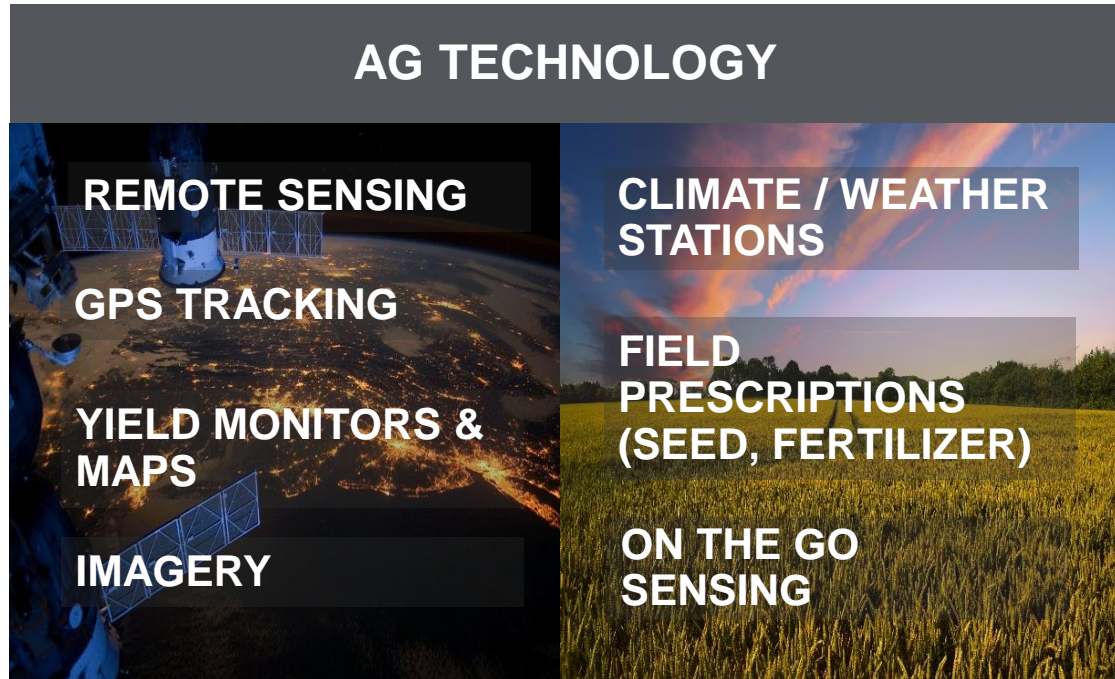 AG TECHNOLOGY
REMOTE SENSING
GPS TRACKING
YIELD MONITORS &
MAPS
IMAGERY
CLIMATE / WEATHER
STATIONS
FIELD
PRESCRIPTIONS
(SEED, FERTILIZER)
ON THE GO
SENSING